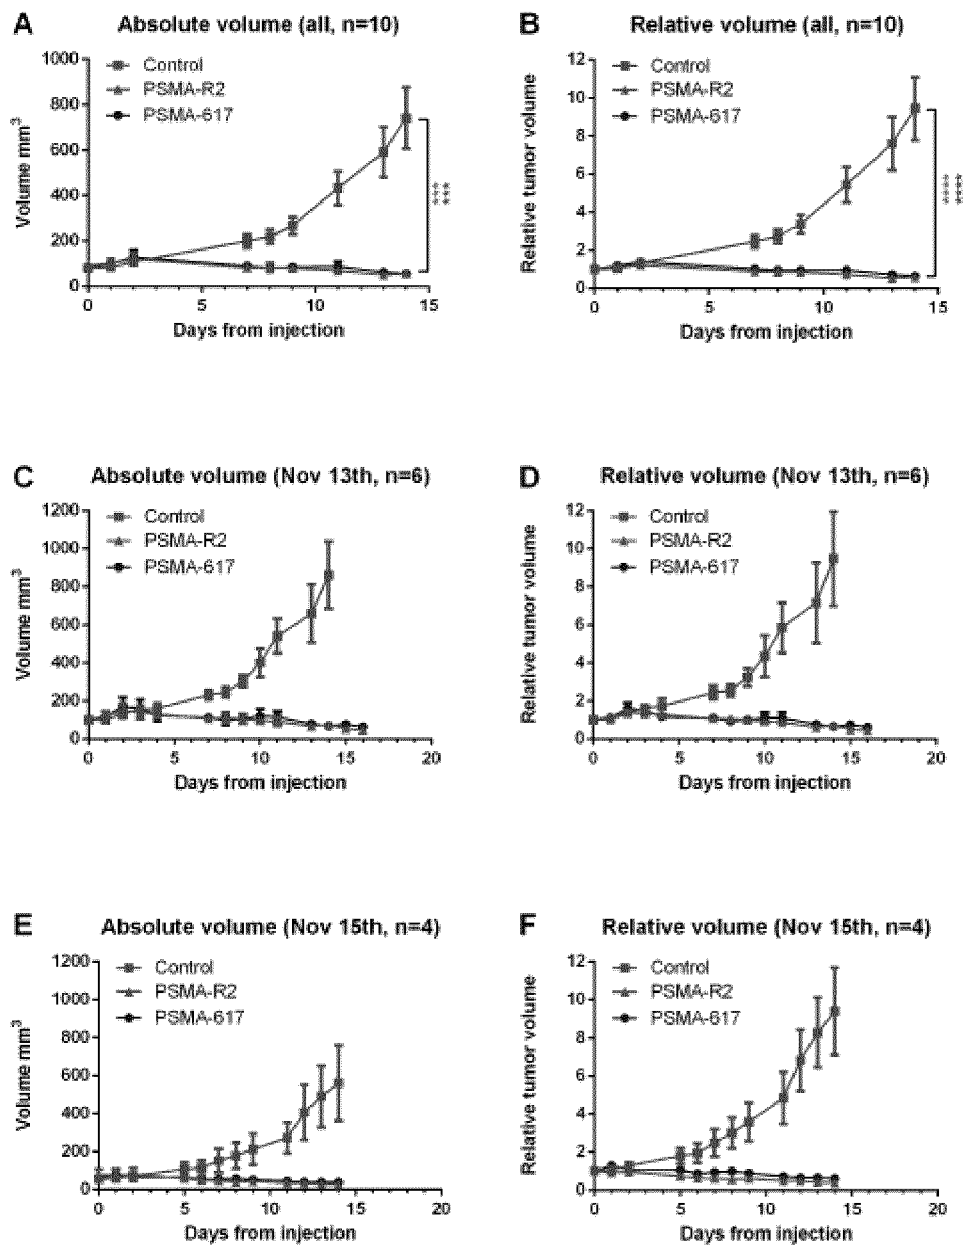 A Absolute volume (all, n=10)
Control
PSMA-R2
PSMA-617
Volume mm³
1000
800
600
400
200
0
0 5 10 15
Days from injection
***
***
B Relative volume (all, n=10)
Control
PSMA-R2
PSMA-617
Relative tumor volume
12
10
8
6
4
2
0
0 5 10 15
Days from injection
****
****
C Absolute volume (Nov 13th, n=6)
Control
PSMA-R2
PSMA-617
Volume mm³
1200
1000
800
600
400
200
0
0 5 10 15 20
Days from injection
D Relative volume (Nov 13th, n=6)
Control
PSMA-R2
PSMA-617
Relative tumor volume
12
10
8
6
4
2
0
0 5 10 15 20
Days from injection
E Absolute volume (Nov 15th, n=4)
Control
PSMA-R2
PSMA-617
Volume mm³
1200
1000
800
600
400
200
0
0 5 10 15 20
Days from injection
F Relative volume (Nov 15th, n=4)
Control
PSMA-R2
PSMA-617
Relative tumor volume
12
10
8
6
4
2
0
0 5 10 15 20
Days from injection